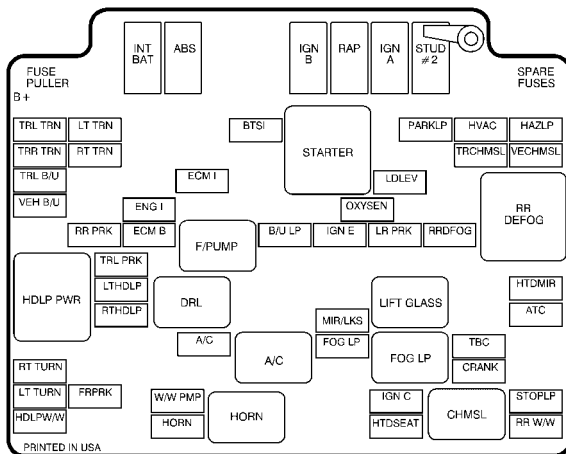 INT
BAT
ABS
IGN
B
RAP
IGN
A
STUD
#2
FUSE
PULLER
B+
SPARE
FUSES
TRL TRN
LT TRN
BTSI
STARTER
PARKLP
HVAC
HAZLP
TRR TRN
RT TRN
TRCHMSL
VECHMSL
TRL B/U
ECM I
LDLEV
VEH B/U
ENG I
OXYSEN
RR
DEFOG
RR PRK
ECM B
F/PUMP
B/U LP
IGN E
LR PRK
RRDFOG
TRL PRK
HDLP PWR
LTHDLP
DRL
LIFT GLASS
HTDMIR
RTHDLP
MIR/LKS
ATC
A/C
A/C
FOG LP
FOG LP
TBC
CRANK
RT TURN
LT TURN
FRPRK
W/W PMP
HORN
IGN C
CHMSL
STOPLP
HDLPW/W
HORN
HTDSEAT
RR W/W
PRINTED IN USA